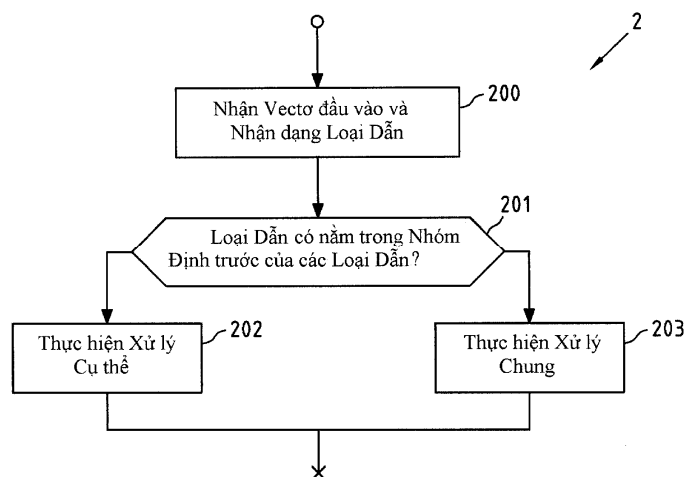 2
Nhận Vectơ đầu vào và
Nhận dạng Loại Dẫn
200
201
Loại Dẫn có nằm trong Nhóm
Định trước của các Loại Dẫn?
Thực hiện Xử lý
Cụ thể
202
Thực hiện Xử lý
Chung
203